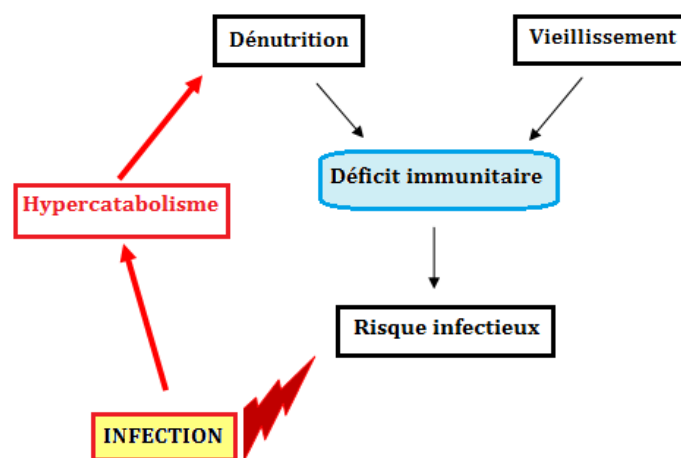 Dénutrition
Vieillissement
Déficit immunitaire
Hypercatabolisme
Risque infectieux
INFECTION